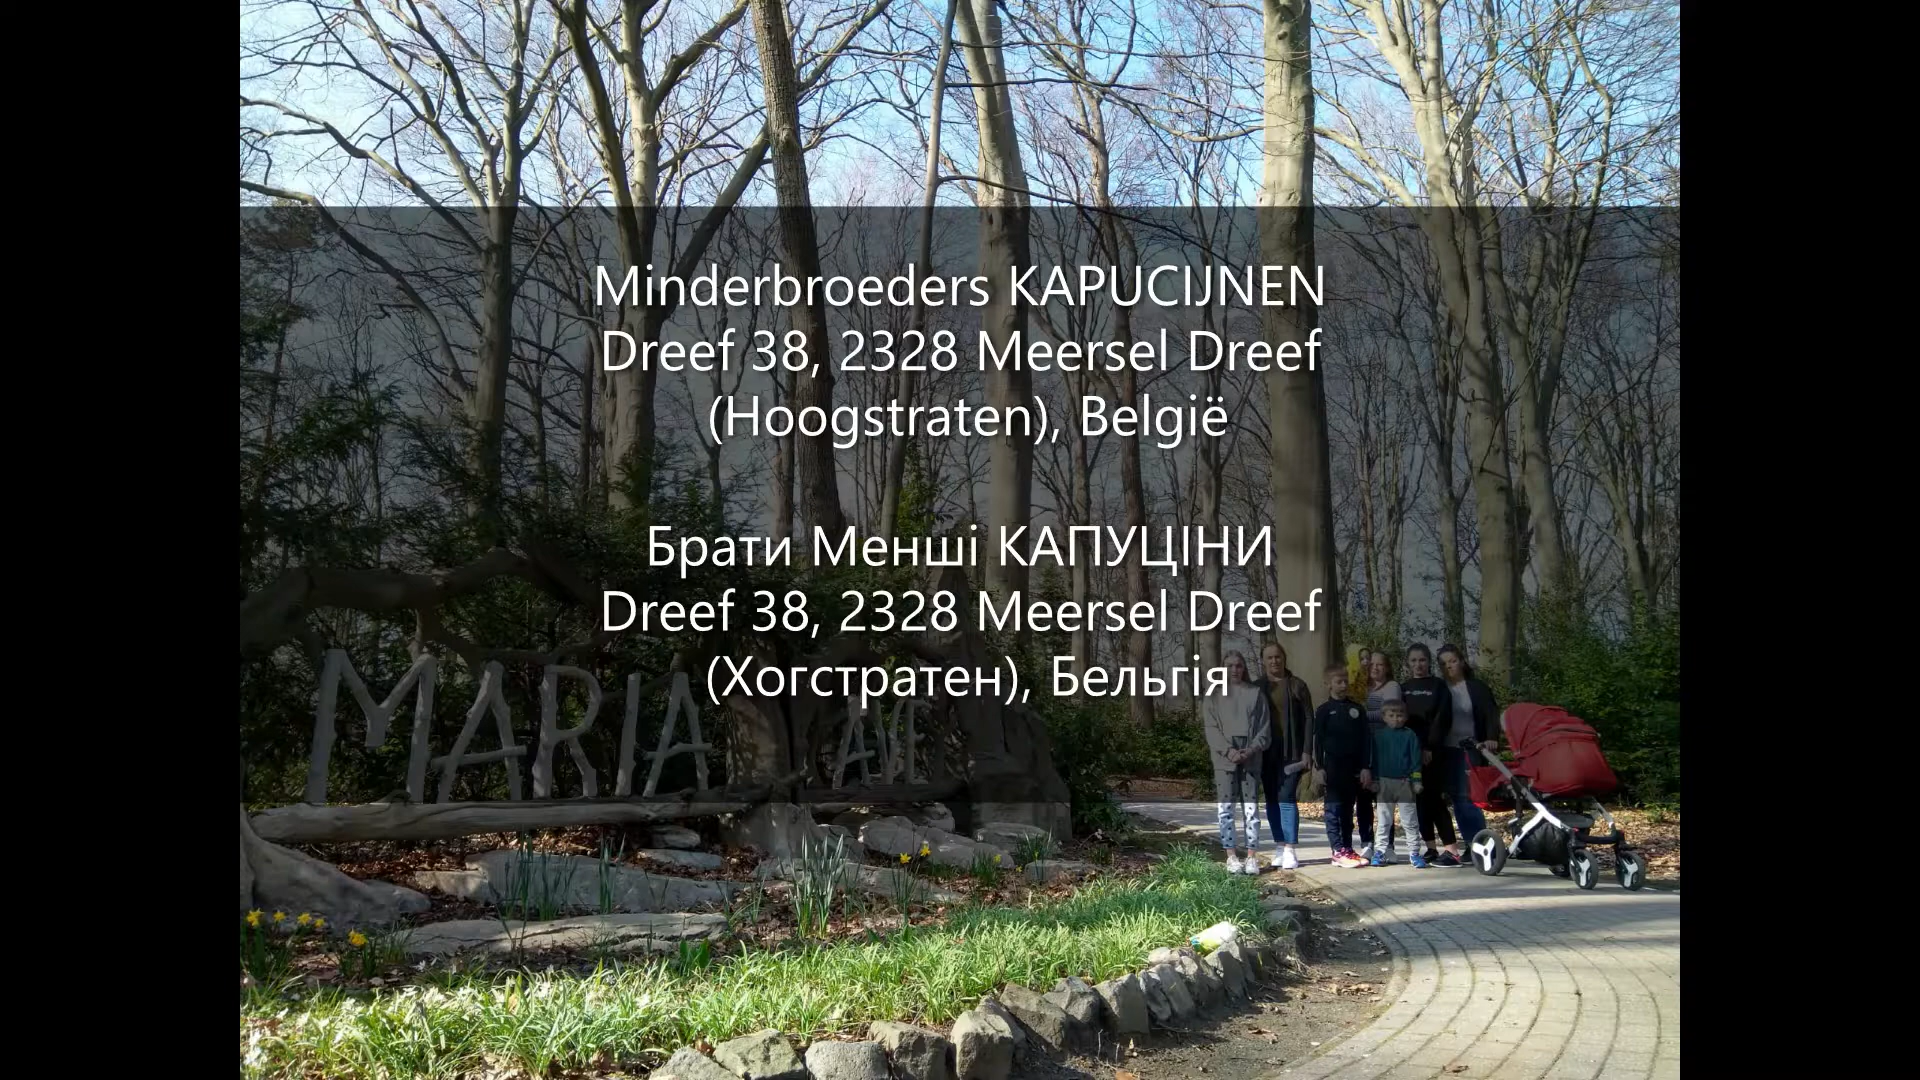 Minderbroeders KAPUCIJNEN
Dreef 38, 2328 Meersel Dreef
(Hoogstraten), België
Брати Менші КАПУЦІНИ
Dreef 38, 2328 Meersel Dreef
(Хогстратен), Бельгія
MARIA AVE